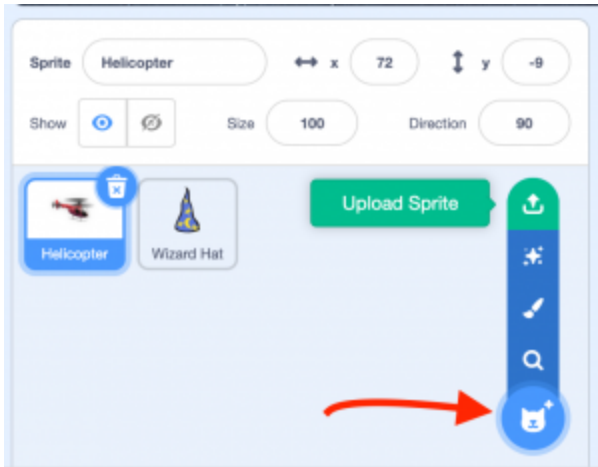 Sprite Helicopter x 72 y -9
Show Size 100 Direction 90
Upload Sprite
Helicopter Wizard Hat